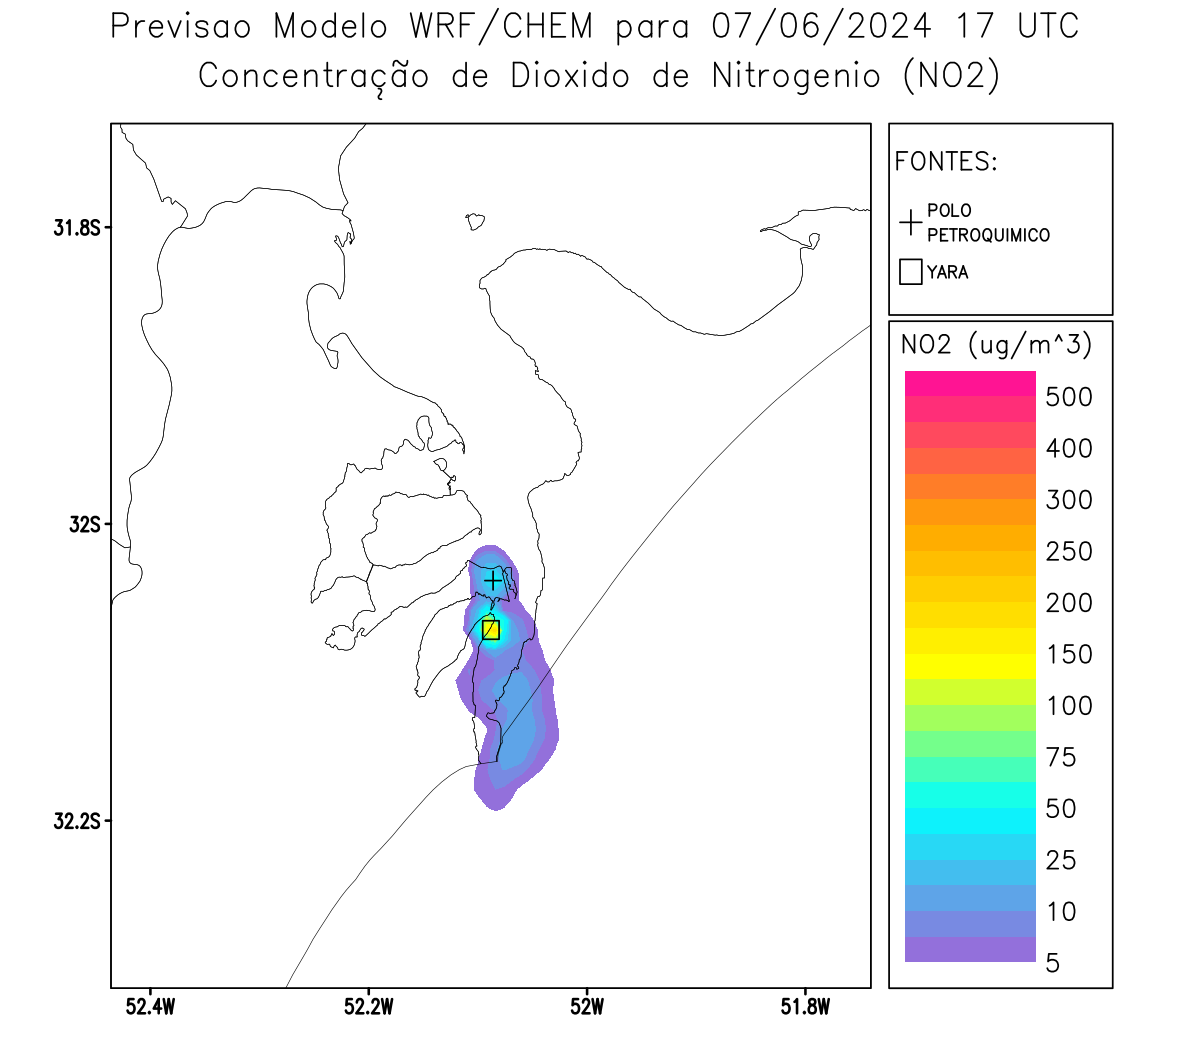 Previsao Modelo WRF/CHEM para 07/06/2024 17 UTC
Concentração de Dioxido de Nitrogenio (NO2)
FONTES:
POLO
PETROQUIMICO
YARA
31.8S
32S
32.2S
52.4W
52.2W
52W
51.8W
NO2 (ug/m^3)
500
400
300
250
200
150
100
75
50
25
10
5